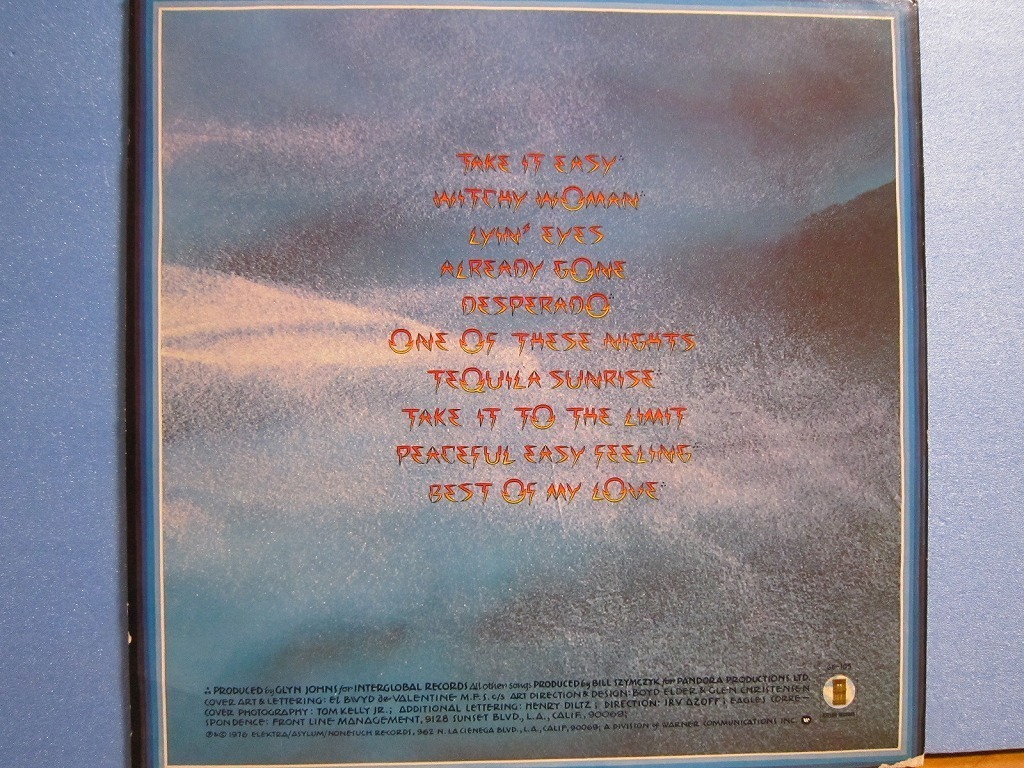 TAKE IT EASY∴
WITCHY WOMAN∴
LYIN' EYES
ALREADY GONE
DESPERADO∴
ONE OF THESE NIGHTS
TEQUILA SUNRISE∴
TAKE IT TO THE LIMIT
PEACEFUL EASY FEELING∴
BEST OF MY LOVE∴
∴ PRODUCED by GLYN JOHNS for INTERGLOBAL RECORDS All other songs PRODUCED by BILL SZYMCZYK for PANDORA PRODUCTIONS, LTD.
COVER ART & LETTERING: EL BWYD de VALENTINE-M.F.S. c/s ART DIRECTION & DESIGN: BOYD ELDER & GLEN CHRISTENSEN
COVER PHOTOGRAPHY: TOM KELLY JR.; ADDITIONAL LETTERING: HENRY DILTZ; DIRECTION: IRV AZOFF; EAGLES CORRE-
SPONDENCE: FRONT LINE MANAGEMENT, 9128 SUNSET BLVD., L.A., CALIF., 90069;
℗&© 1976 ELEKTRA/ASYLUM/NONESUCH RECORDS, 962 N. LA CIENEGA BLVD., L.A., CALIF, 90069; A DIVISION of WARNER COMMUNICATIONS INC.